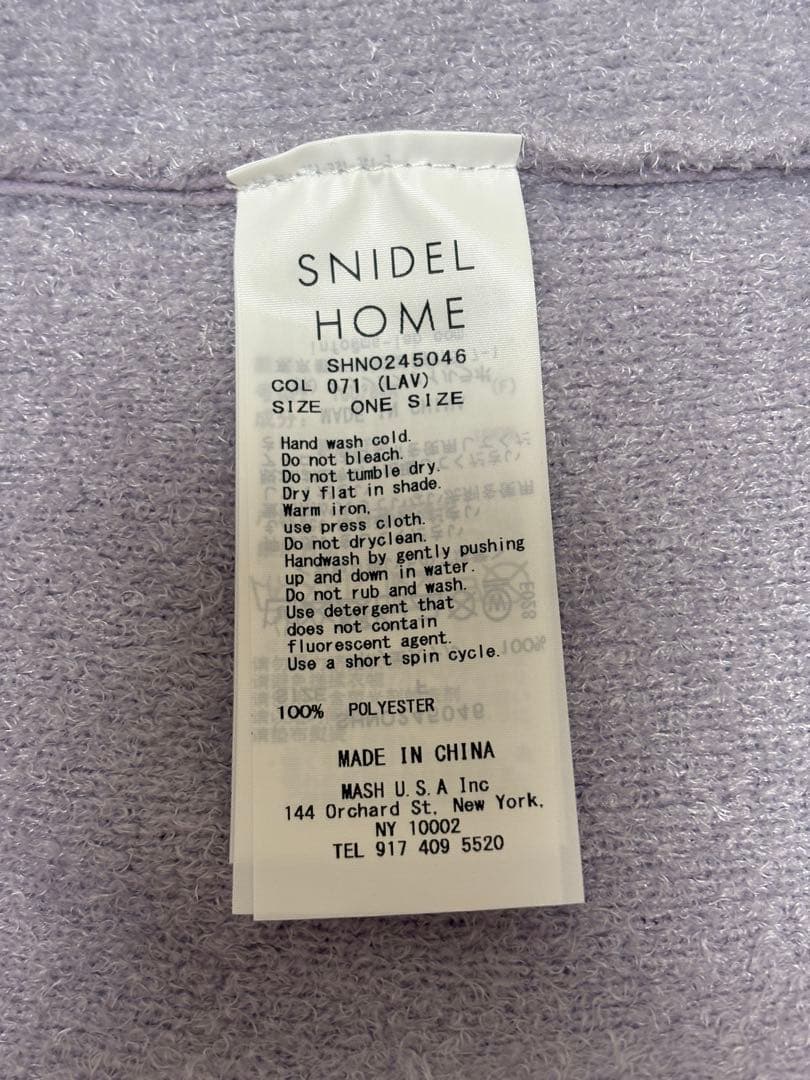 SNIDEL
HOME
SHNO245046
COL 071 (LAV)
SIZE ONE SIZE
Hand wash cold.
Do not bleach.
Do not tumble dry.
Dry flat in shade.
Warm iron,
use press cloth.
Do not dryclean.
Handwash by gently pushing
up and down in water.
Do not rub and wash.
Use detergent that
does not contain
fluorescent agent.
Use a short spin cycle.
100% POLYESTER
MADE IN CHINA
MASH U.S.A Inc
144 Orchard St, New York,
NY 10002
TEL 917 409 5520